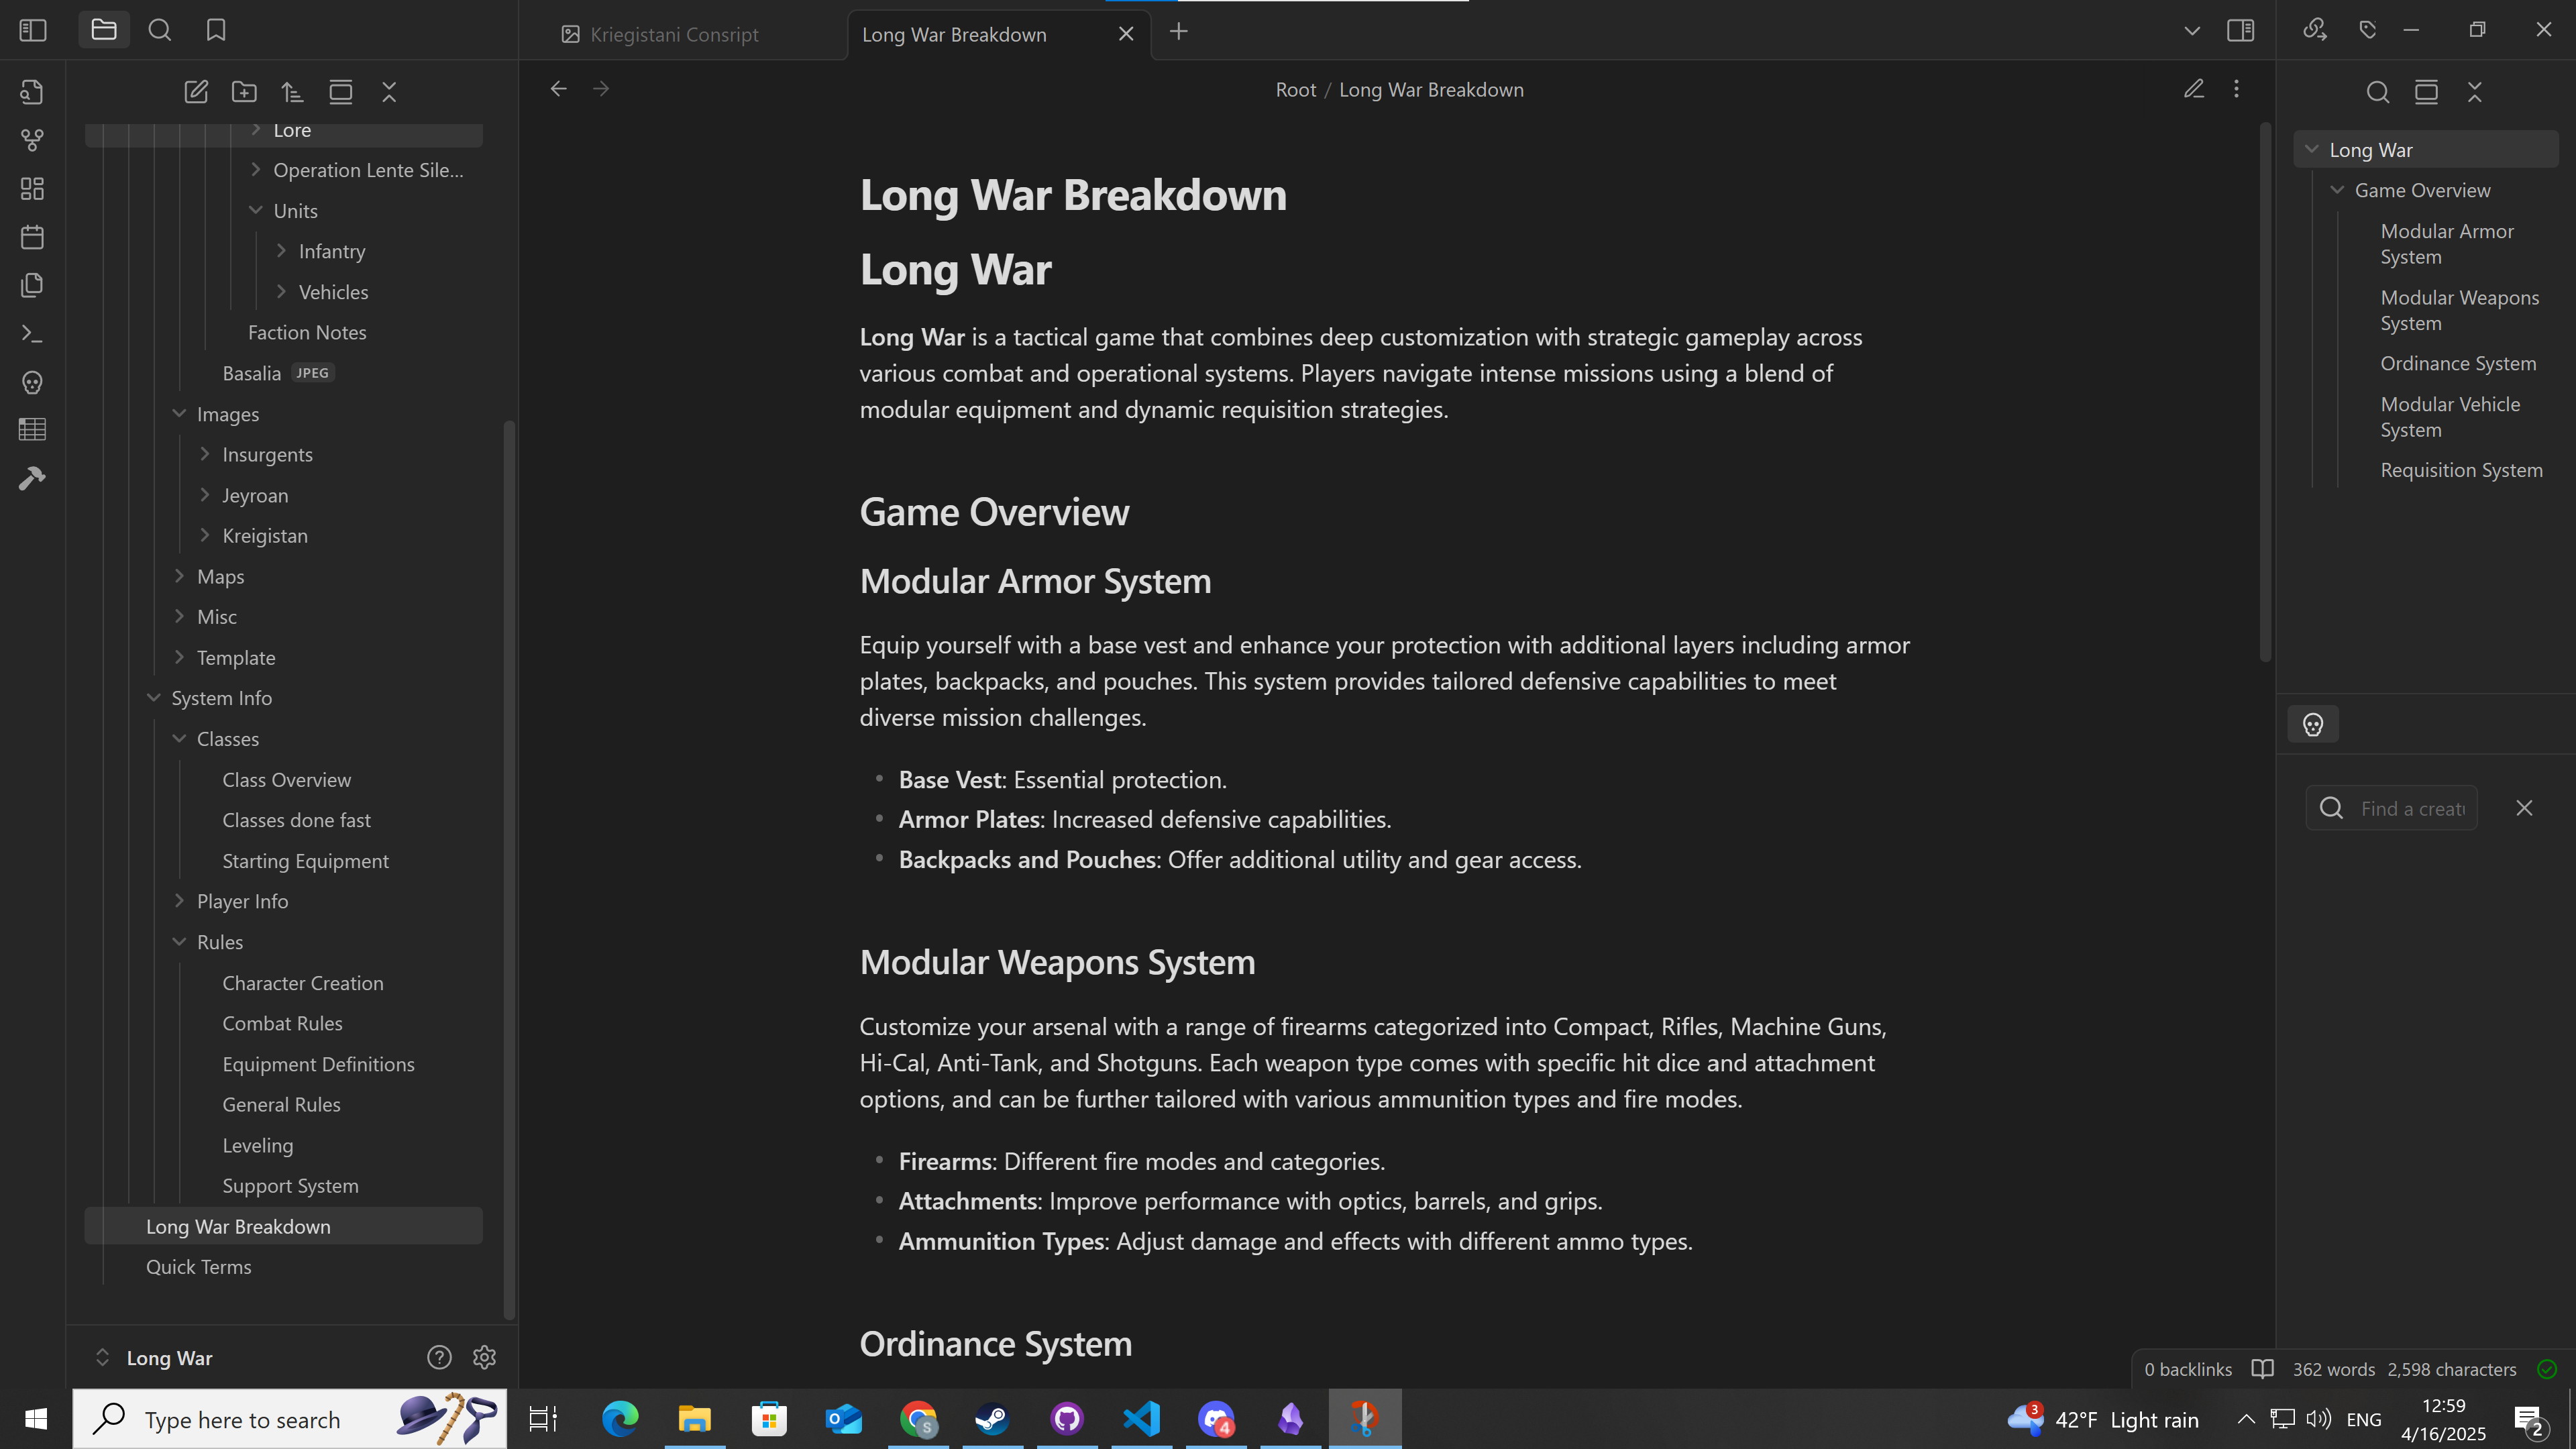 Kriegistani Consript
Long War Breakdown
Root / Long War Breakdown
Lore
Operation Lente Sile...
Units
Infantry
Vehicles
Faction Notes
Basalia JPEG
Images
Insurgents
Jeyroan
Kreigistan
Maps
Misc
Template
System Info
Classes
Class Overview
Classes done fast
Starting Equipment
Player Info
Rules
Character Creation
Combat Rules
Equipment Definitions
General Rules
Leveling
Support System
Long War Breakdown
Quick Terms
Long War
Long War Breakdown
Long War
Long War is a tactical game that combines deep customization with strategic gameplay across
various combat and operational systems. Players navigate intense missions using a blend of
modular equipment and dynamic requisition strategies.
Game Overview
Modular Armor System
Equip yourself with a base vest and enhance your protection with additional layers including armor
plates, backpacks, and pouches. This system provides tailored defensive capabilities to meet
diverse mission challenges.
Base Vest: Essential protection.
Armor Plates: Increased defensive capabilities.
Backpacks and Pouches: Offer additional utility and gear access.
Modular Weapons System
Customize your arsenal with a range of firearms categorized into Compact, Rifles, Machine Guns,
Hi-Cal, Anti-Tank, and Shotguns. Each weapon type comes with specific hit dice and attachment
options, and can be further tailored with various ammunition types and fire modes.
Firearms: Different fire modes and categories.
Attachments: Improve performance with optics, barrels, and grips.
Ammunition Types: Adjust damage and effects with different ammo types.
Ordinance System
Long War
Game Overview
Modular Armor
System
Modular Weapons
System
Ordinance System
Modular Vehicle
System
Requisition System
Find a creatu
0 backlinks 362 words 2,598 characters
Type here to search
S
4
3
42°F Light rain
ENG
12:59
4/16/2025
2